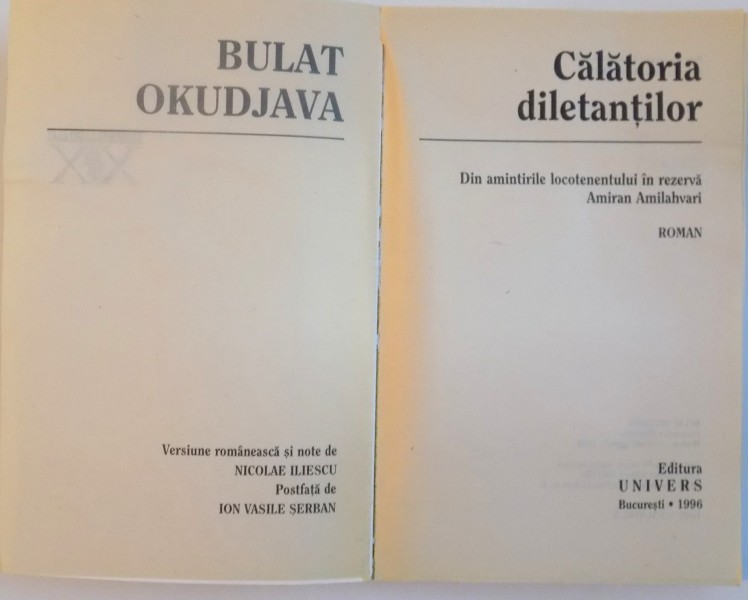 BULAT
OKUDJAVA
Versiune românească și note de
NICOLAE ILIESCU
Postfață de
ION VASILE ȘERBAN
Călătoria
diletanților
Din amintirile locotenentului în rezervă
Amiran Amilahvari
ROMAN
Editura
UNIVERS
București • 1996